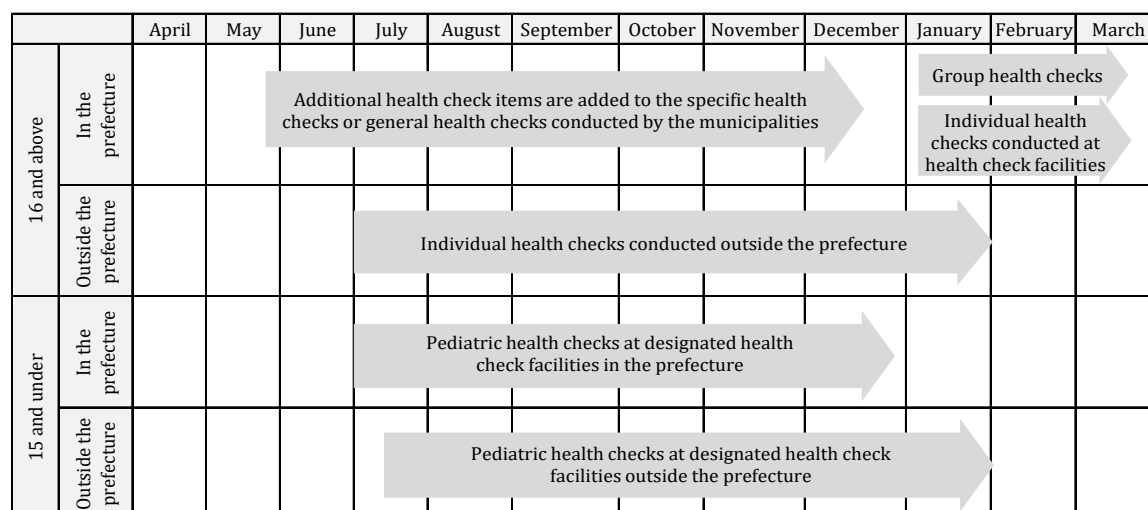 April May June July August September October November December January February March
16 and above
In the
prefecture
Additional health check items are added to the specific health
checks or general health checks conducted by the municipalities
Group health checks
Individual health
checks conducted at
health check facilities
Outside the
prefecture
Individual health checks conducted outside the prefecture
15 and under
In the
prefecture
Pediatric health checks at designated health
check facilities in the prefecture
Outside the
prefecture
Pediatric health checks at designated health check
facilities outside the prefecture